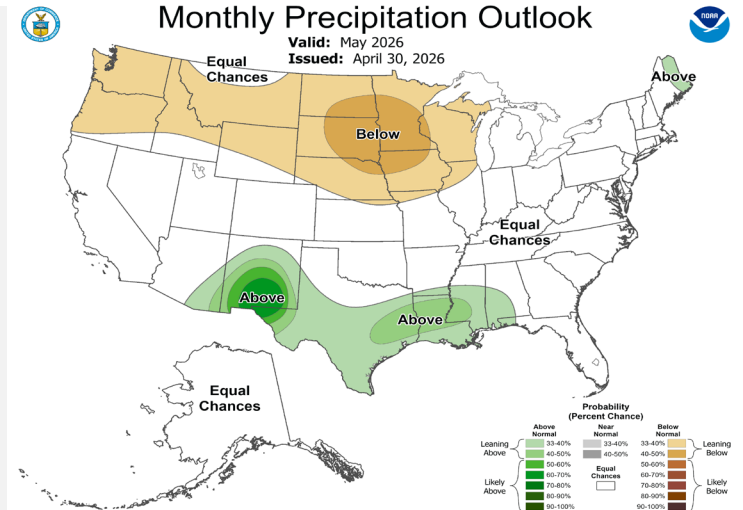 Monthly Precipitation Outlook
Valid: May 2026
Issued: April 30, 2026
NOAA
Equal
Chances
Above
Below
Equal
Chances
Above
Above
Equal
Chances
Probability
(Percent Chance)
Above
Normal
Near
Normal
Below
Normal
Leaning
Above
33-40%
40-50%
33-40%
40-50%
33-40%
40-50%
Leaning
Below
Likely
Above
50-60%
60-70%
70-80%
80-90%
90-100%
Equal
Chances
50-60%
60-70%
70-80%
80-90%
90-100%
Likely
Below